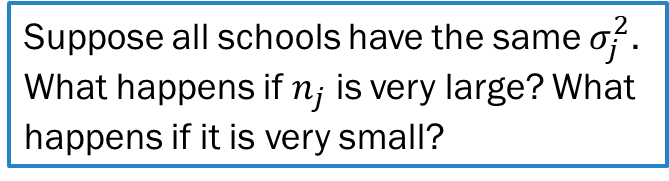 Suppose all schools have the same $\sigma_j^2$.
What happens if $n_j$ is very large? What
happens if it is very small?